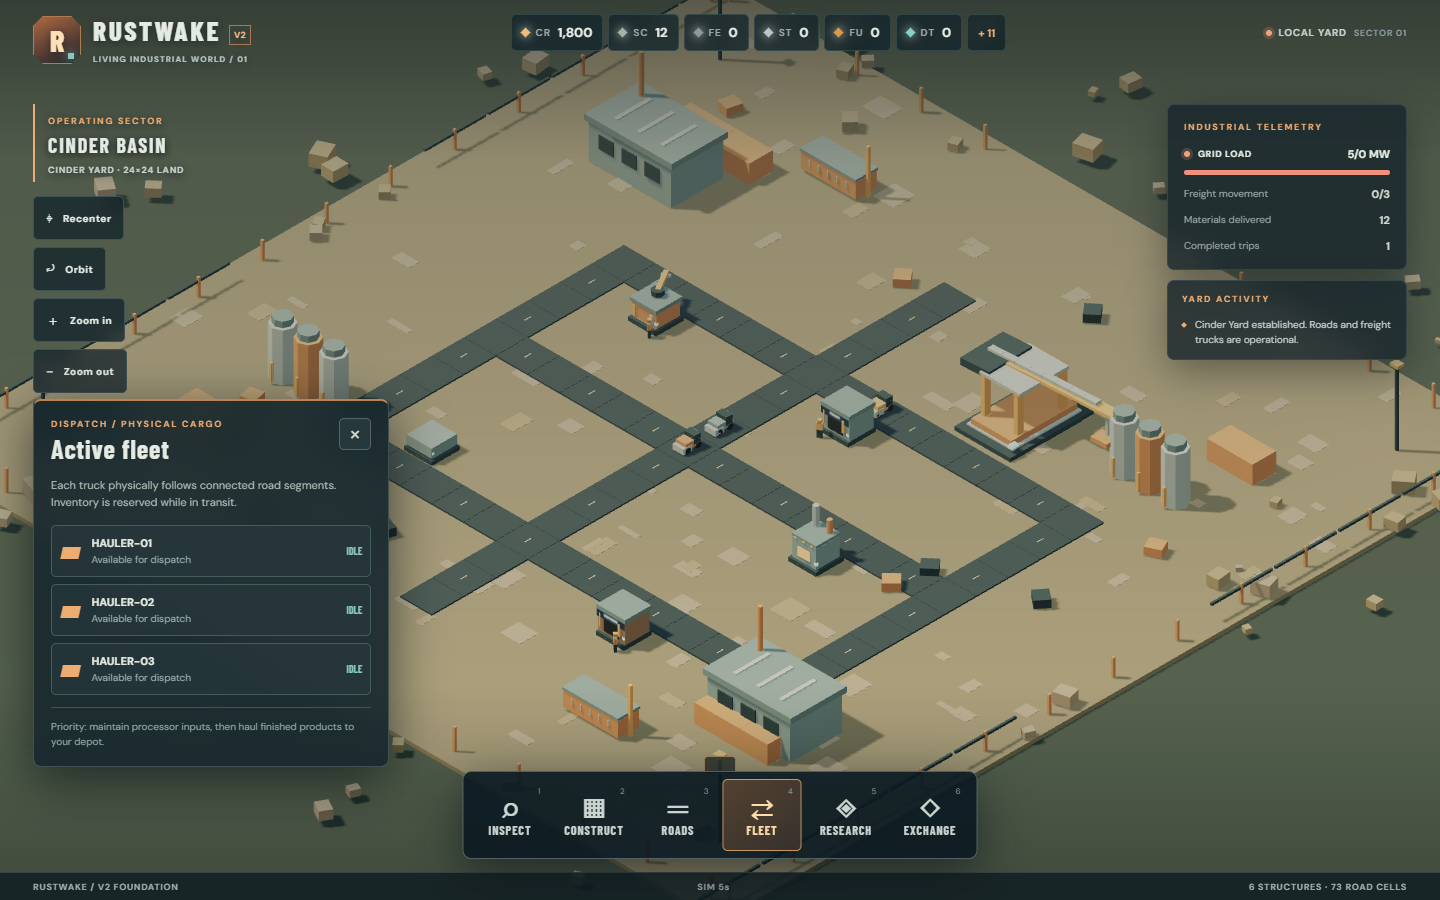 R
RUSTWAKE V2
LIVING INDUSTRIAL WORLD / 01
CR 1,800
SC 12
FE 0
ST 0
FU 0
DT 0
+ 11
LOCAL YARD SECTOR 01
OPERATING SECTOR
CINDER BASIN
CINDER YARD · 24×24 LAND
Recenter
Orbit
+ Zoom in
− Zoom out
INDUSTRIAL TELEMETRY
GRID LOAD 5/0 MW
Freight movement 0/3
Materials delivered 12
Completed trips 1
YARD ACTIVITY
Cinder Yard established. Roads and freight
trucks are operational.
DISPATCH / PHYSICAL CARGO
Active fleet
×
Each truck physically follows connected road segments.
Inventory is reserved while in transit.
HAULER-01
Available for dispatch
IDLE
HAULER-02
Available for dispatch
IDLE
HAULER-03
Available for dispatch
IDLE
Priority: maintain processor inputs, then haul finished products to
your depot.
1
INSPECT
2
CONSTRUCT
3
ROADS
4
FLEET
5
RESEARCH
6
EXCHANGE
RUSTWAKE / V2 FOUNDATION
SIM 5s
6 STRUCTURES · 73 ROAD CELLS